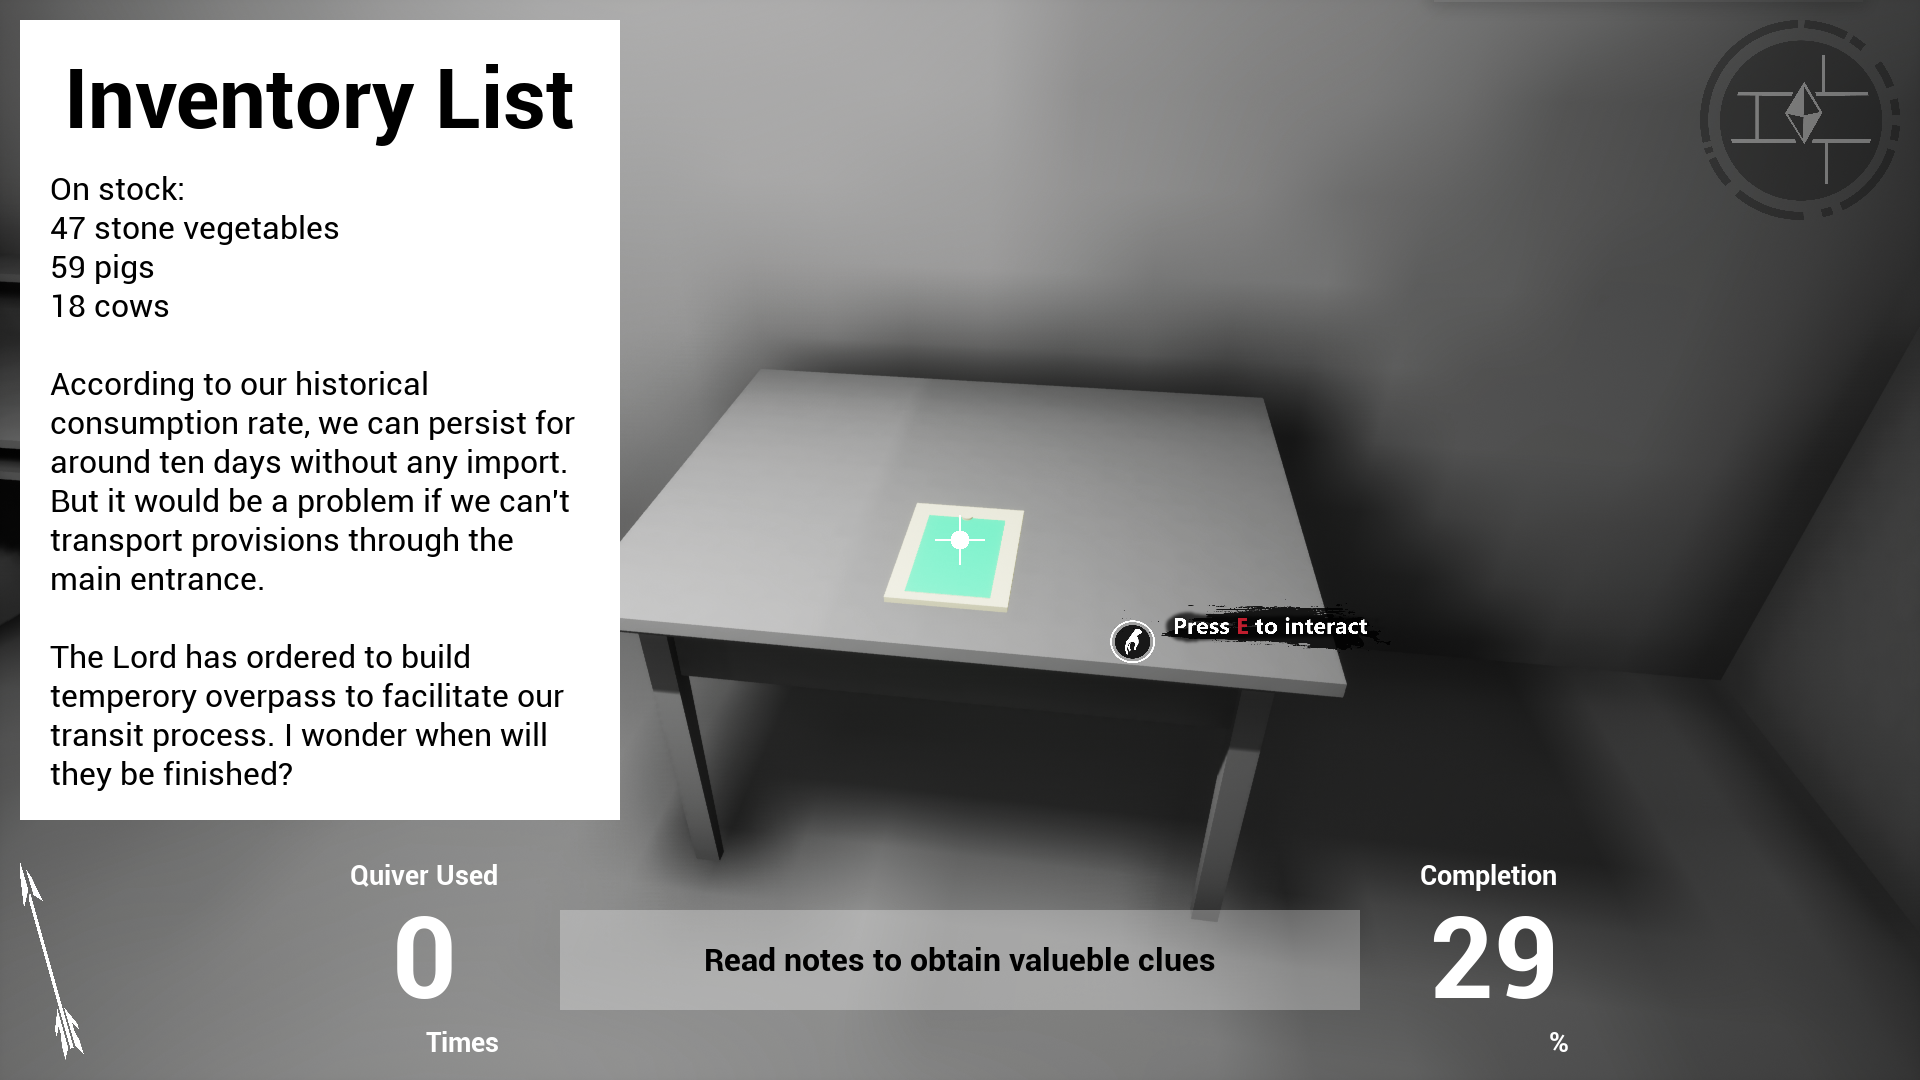 Inventory List
On stock:
47 stone vegetables
59 pigs
18 cows
According to our historical
consumption rate, we can persist for
around ten days without any import.
But it would be a problem if we can't
transport provisions through the
main entrance.
The Lord has ordered to build
temperory overpass to facilitate our
transit process. I wonder when will
they be finished?
Press E to interact
Quiver Used
0
Times
Read notes to obtain valueble clues
Completion
29
%